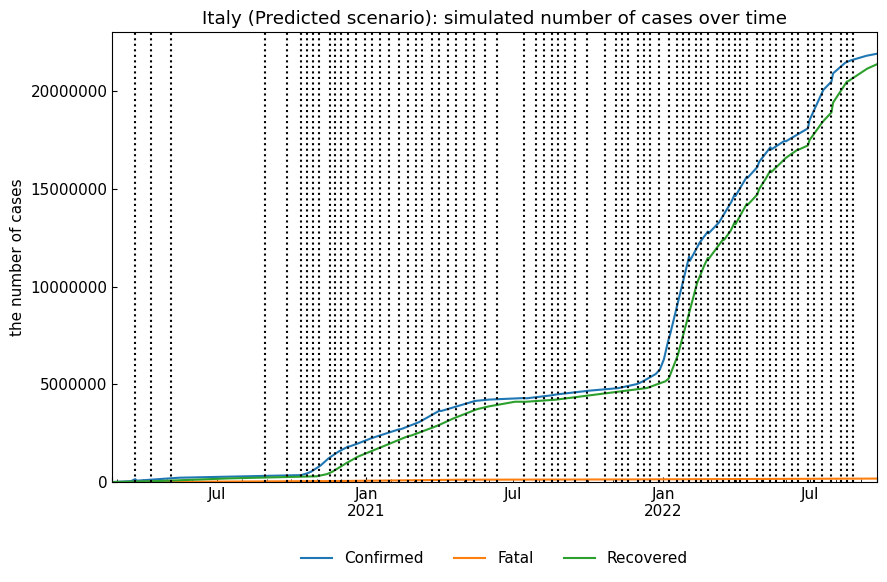 Italy (Predicted scenario): simulated number of cases over time
the number of cases
20000000
15000000
10000000
5000000
0
Jul
Jan
2021
Jul
Jan
2022
Jul
Confirmed
Fatal
Recovered